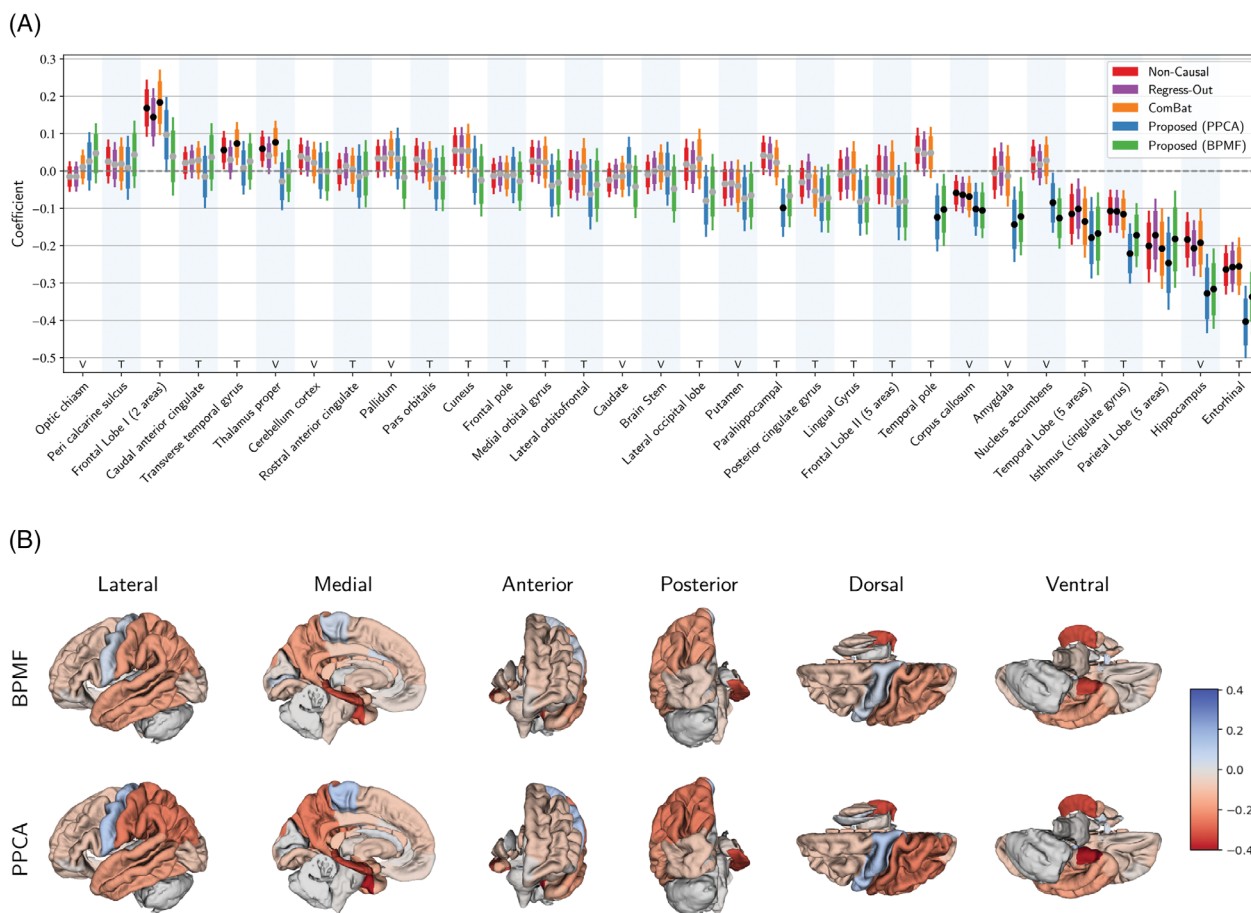 (A)
0.3
0.2
0.1
0.0
−0.1
−0.2
−0.3
−0.4
−0.5
Coefficient
Non-Causal
Regress-Out
ComBat
Proposed (PPCA)
Proposed (BPMF)
V T T T T V V T V T T T T T V V T V T T T T T V V V T T T V T
Optic chiasm
Peri calcarine sulcus
Frontal Lobe I (2 areas)
Caudal anterior cingulate
Transverse temporal gyrus
Thalamus proper
Cerebellum cortex
Rostral anterior cingulate
Pallidum
Pars orbitalis
Cuneus
Frontal pole
Medial orbital gyrus
Lateral orbitofrontal
Caudate
Brain Stem
Lateral occipital lobe
Putamen
Parahippocampal
Posterior cingulate gyrus
Lingual Gyrus
Frontal Lobe II (5 areas)
Temporal pole
Corpus callosum
Amygdala
Nucleus accumbens
Temporal Lobe (5 areas)
Isthmus (cingulate gyrus)
Parietal Lobe (5 areas)
Hippocampus
Entorhinal
(B)
Lateral Medial Anterior Posterior Dorsal Ventral
BPMF
PPCA
0.4
0.2
0.0
−0.2
−0.4